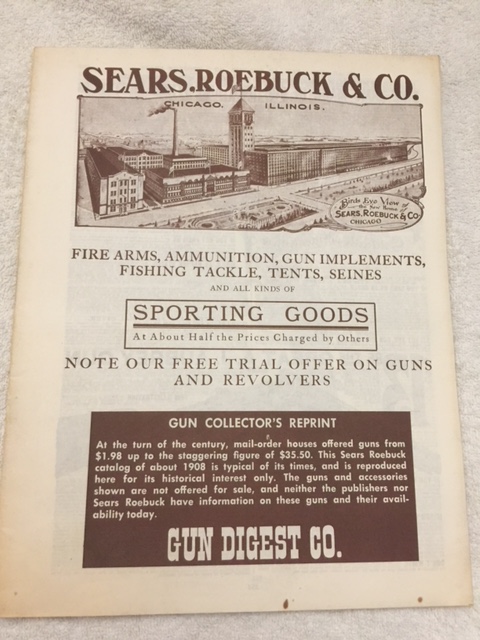 SEARS.ROEBUCK & CO.
CHICAGO. ILLINOIS.
Birds Eye View
Sears, Roebuck & Co
CHICAGO
FIRE ARMS, AMMUNITION, GUN IMPLEMENTS,
FISHING TACKLE, TENTS, SEINES
AND ALL KINDS OF
SPORTING GOODS
At About Half the Prices Charged by Others
NOTE OUR FREE TRIAL OFFER ON GUNS
AND REVOLVERS
GUN COLLECTOR'S REPRINT
At the turn of the century, mail-order houses offered guns from
$1.98 up to the staggering figure of $35.50. This Sears Roebuck
catalog of about 1908 is typical of its times, and is reproduced
here for its historical interest only. The guns and accessories
shown are not offered for sale, and neither the publishers nor
Sears Roebuck have information on these guns and their avail-
ability today.
GUN DIGEST CO.